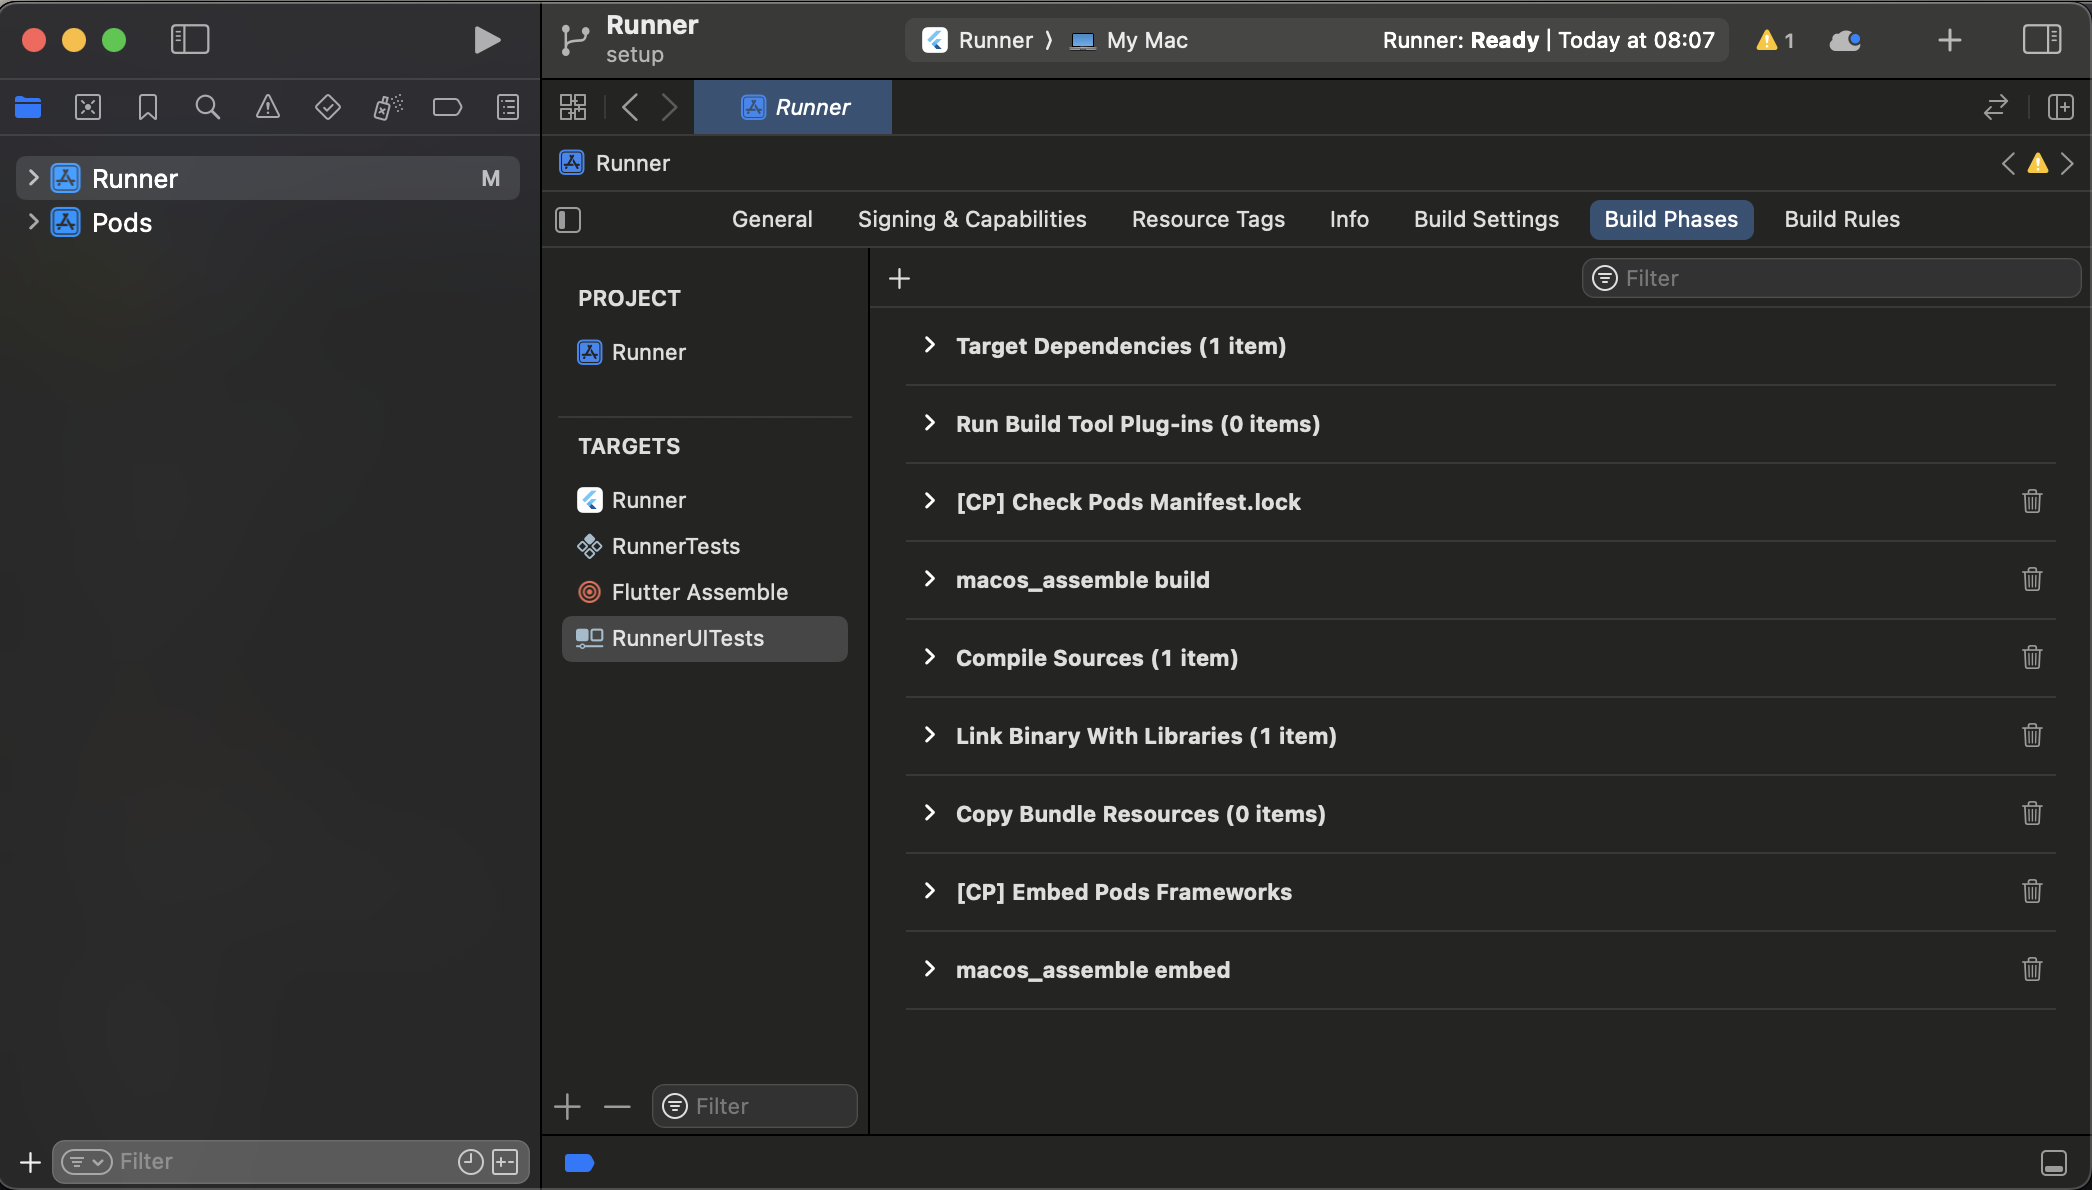 Runner
setup
Runner ⟩ My Mac
Runner: Ready | Today at 08:07
1
Runner
Runner M
Pods
Runner
General
Signing & Capabilities
Resource Tags
Info
Build Settings
Build Phases
Build Rules
PROJECT
Runner
TARGETS
Runner
RunnerTests
Flutter Assemble
RunnerUITests
Filter
Target Dependencies (1 item)
Run Build Tool Plug-ins (0 items)
[CP] Check Pods Manifest.lock
macos_assemble build
Compile Sources (1 item)
Link Binary With Libraries (1 item)
Copy Bundle Resources (0 items)
[CP] Embed Pods Frameworks
macos_assemble embed
Filter
Filter